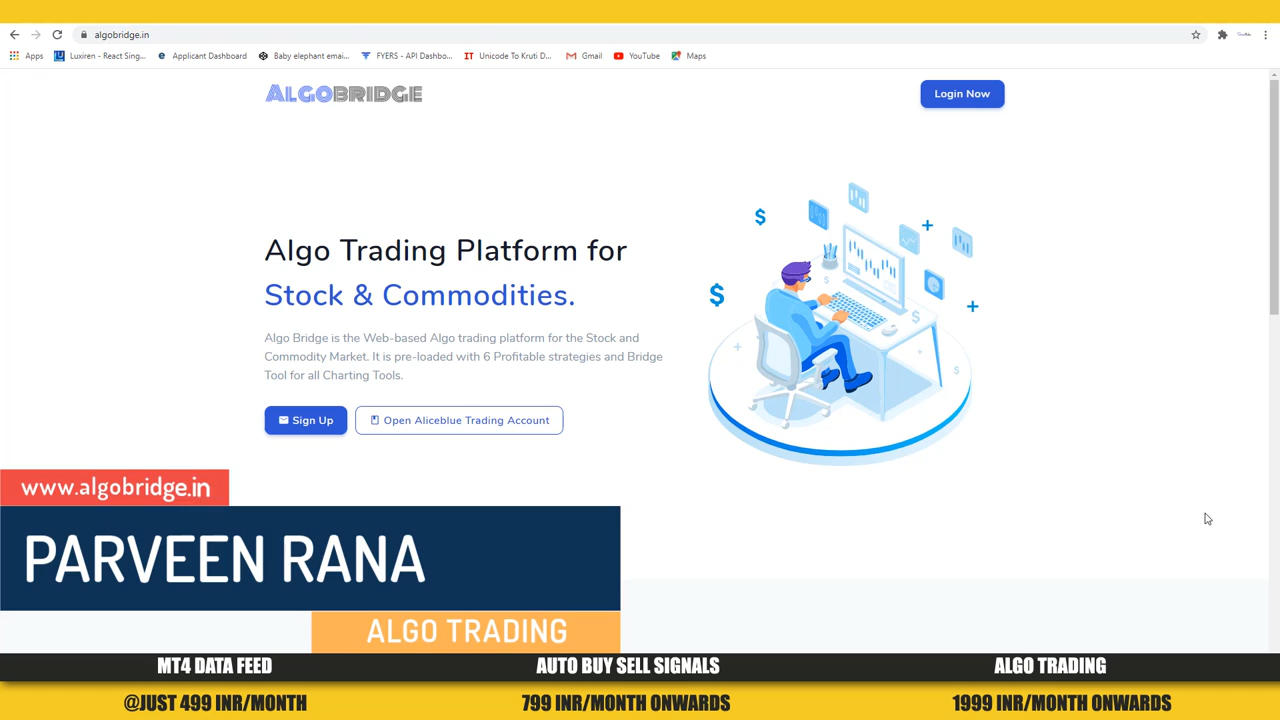 algobridge.in
Apps
Luxiren - React Sing...
Applicant Dashboard
Baby elephant emai...
FYERS - API Dashbo...
Unicode To Kruti D...
Gmail
YouTube
Maps
ALGOBRIDGE
Login Now
Algo Trading Platform for
Stock & Commodities.
Algo Bridge is the Web-based Algo trading platform for the Stock and
Commodity Market. It is pre-loaded with 6 Profitable strategies and Bridge
Tool for all Charting Tools.
Sign Up
Open Aliceblue Trading Account
www.algobridge.in
PARVEEN RANA
ALGO TRADING
MT4 DATA FEED
AUTO BUY SELL SIGNALS
ALGO TRADING
@JUST 499 INR/MONTH
799 INR/MONTH ONWARDS
1999 INR/MONTH ONWARDS